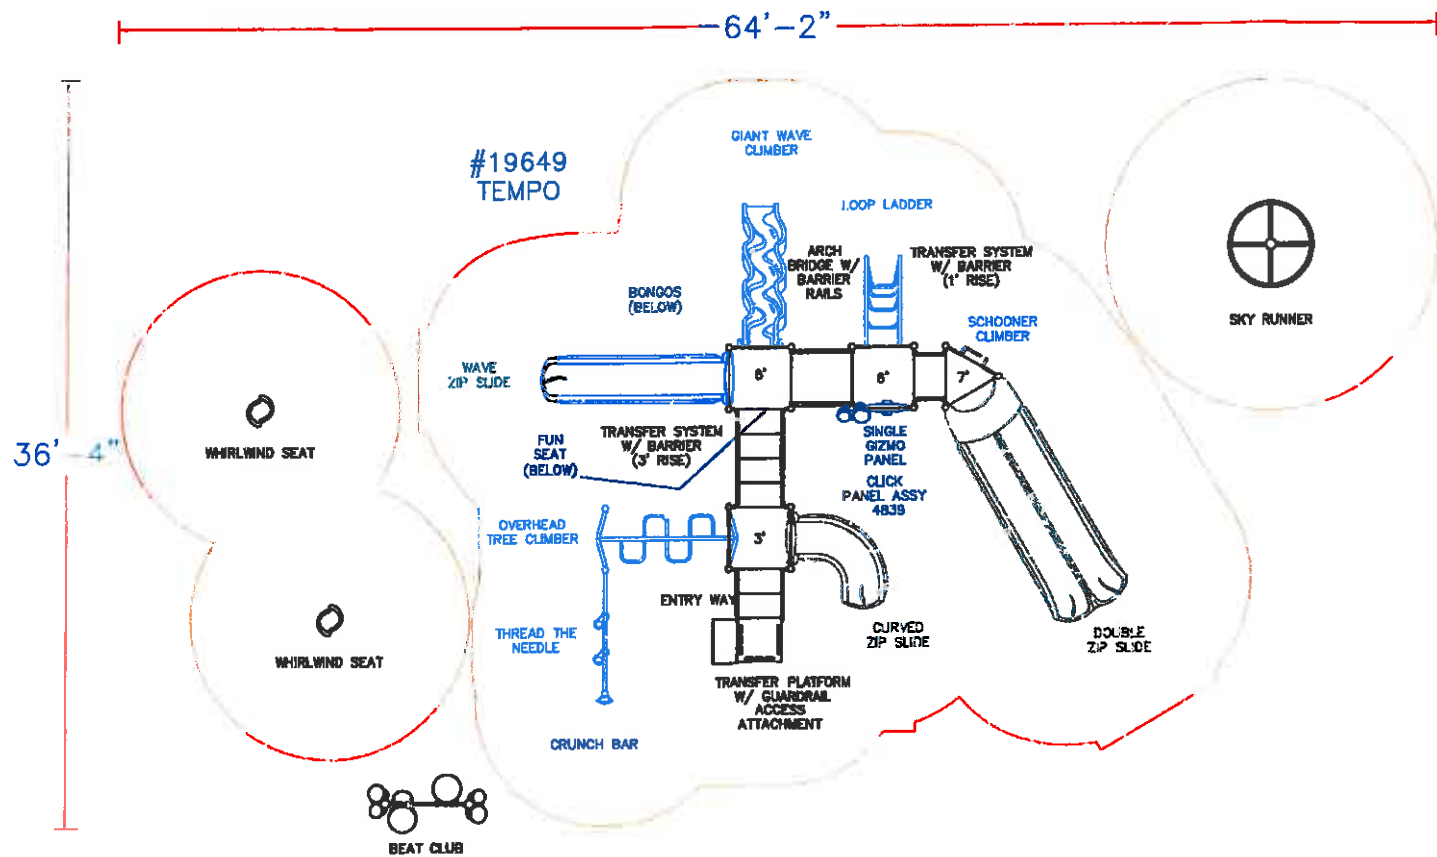 64'-2"
GIANT WAVE
CLIMBER
#19649
TEMPO
LOOP LADDER
ARCH
BRIDGE W/
BARRIER
RAILS
TRANSFER SYSTEM
W/ BARRIER
(1' RISE)
BONGOS
(BELOW)
SKY RUNNER
SCHOONER
CLIMBER
WAVE
ZIP SLIDE
6'
6'
7'
36'-4"
WHIRLWIND SEAT
FUN
SEAT
(BELOW)
TRANSFER SYSTEM
W/ BARRIER
(3' RISE)
SINGLE
GIZMO
PANEL
CLICK
PANEL ASSY
4839
OVERHEAD
TREE CLIMBER
3'
ENTRY WAY
THREAD THE
NEEDLE
CURVED
ZIP SLIDE
DOUBLE
ZIP SLIDE
WHIRLWIND SEAT
TRANSFER PLATFORM
W/ GUARDRAIL
ACCESS
ATTACHMENT
CRUNCH BAR
BEAT CLUB